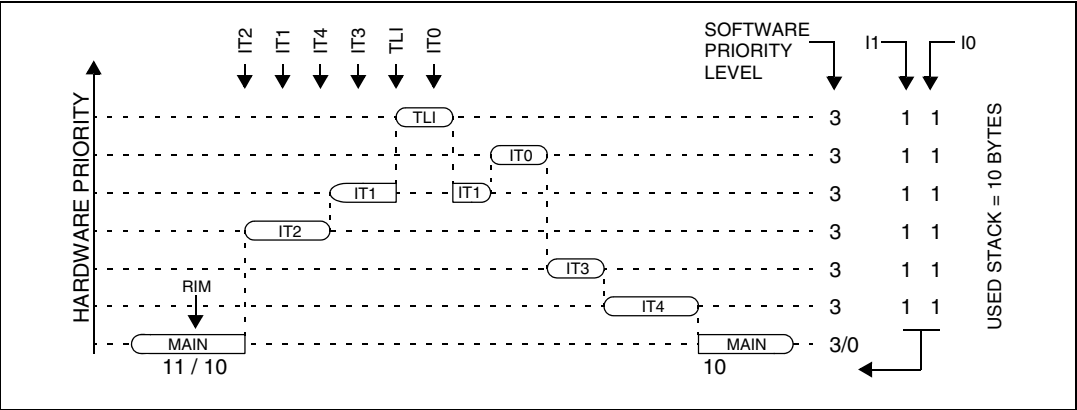 IT2
IT1
IT4
IT3
TLI
IT0
SOFTWARE
PRIORITY
LEVEL
I1
I0
HARDWARE PRIORITY
TLI
3
1 1
IT0
3
1 1
IT1
IT1
3
1 1
IT2
3
1 1
IT3
3
1 1
RIM
IT4
3
1 1
MAIN
MAIN
3/0
11 / 10
10
USED STACK = 10 BYTES